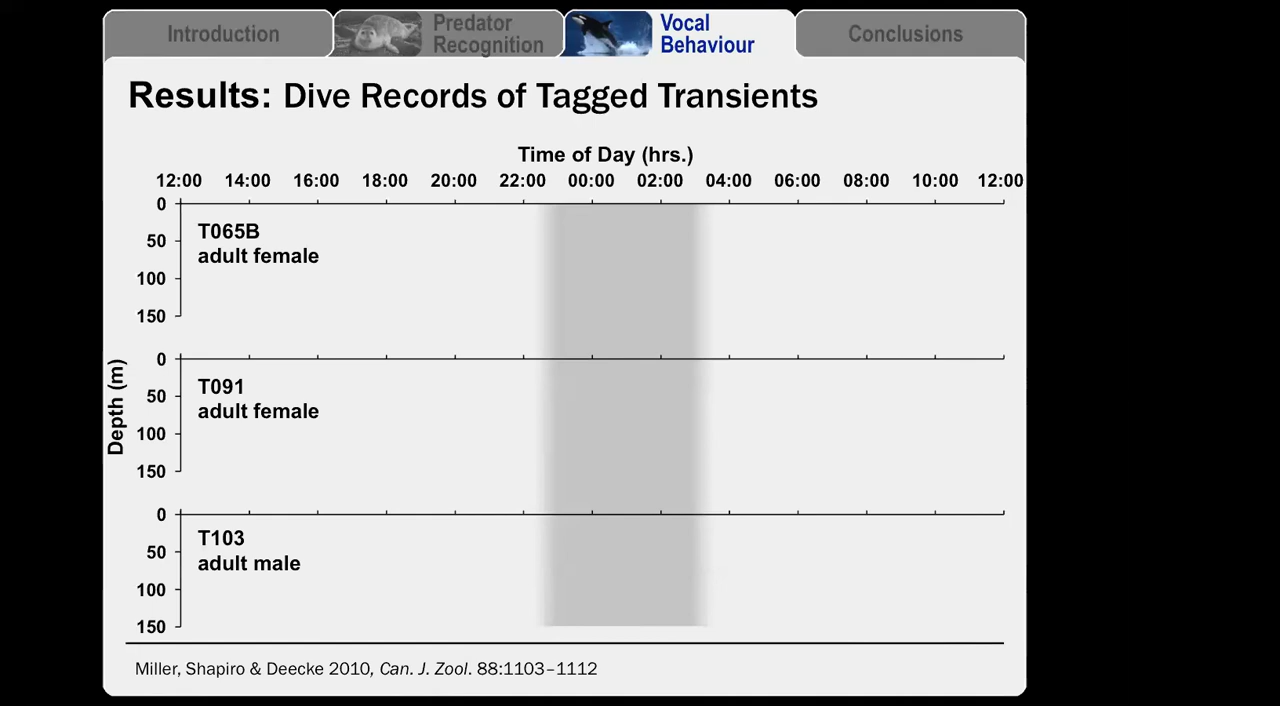 Introduction
Predator
Recognition
Vocal
Behaviour
Conclusions
Results: Dive Records of Tagged Transients
Time of Day (hrs.)
12:00 14:00 16:00 18:00 20:00 22:00 00:00 02:00 04:00 06:00 08:00 10:00 12:00
Depth (m)
0
50
100
150
T065B
adult female
0
50
100
150
T091
adult female
0
50
100
150
T103
adult male
Miller, Shapiro & Deecke 2010, Can. J. Zool. 88:1103–1112